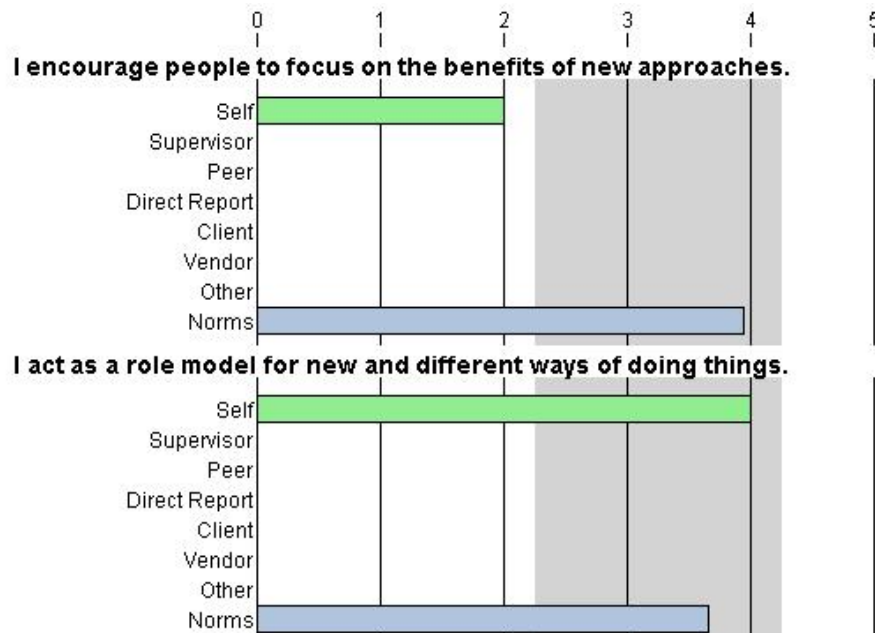 0 1 2 3 4 5
I encourage people to focus on the benefits of new approaches.
Self
Supervisor
Peer
Direct Report
Client
Vendor
Other
Norms
I act as a role model for new and different ways of doing things.
Self
Supervisor
Peer
Direct Report
Client
Vendor
Other
Norms